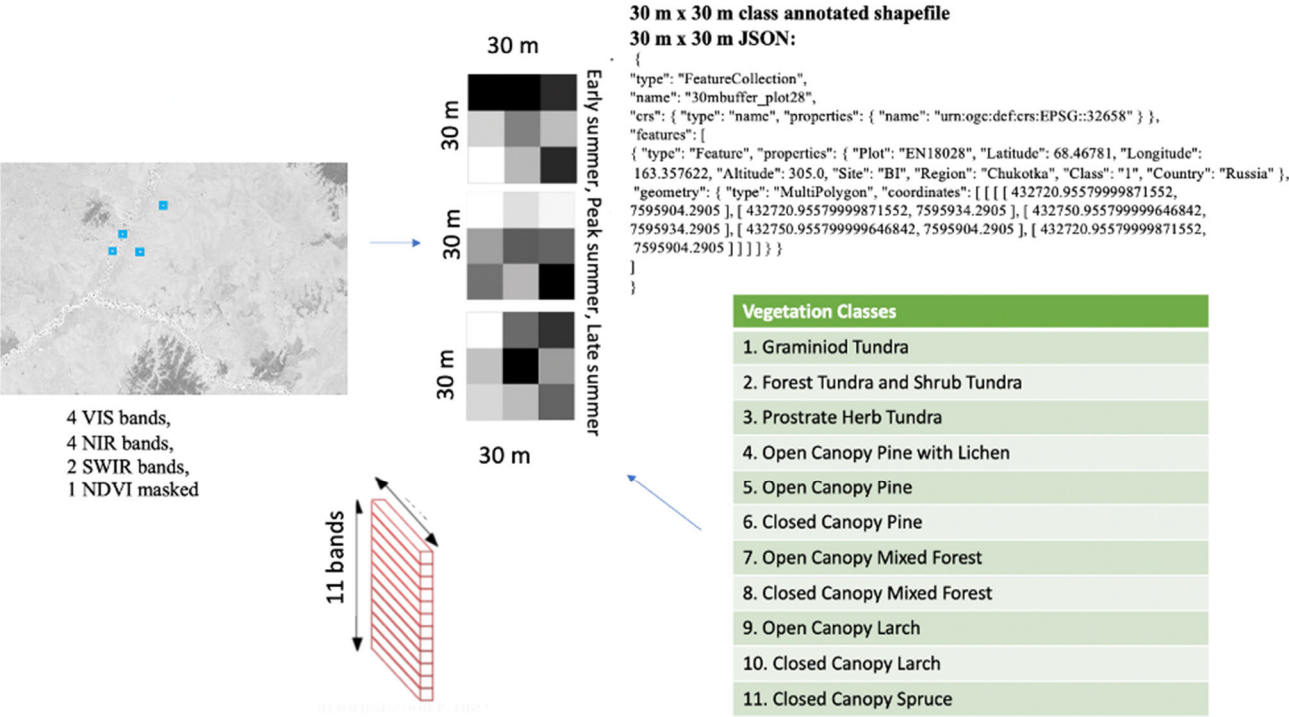 30 m x 30 m class annotated shapefile
30 m x 30 m JSON:
{
"type": "FeatureCollection",
"name": "30mbuffer_plot28",
"crs": { "type": "name", "properties": { "name": "urn:ogc:def:crs:EPSG::32658" } },
"features": [
{ "type": "Feature", "properties": { "Plot": "EN18028", "Latitude": 68.46781, "Longitude":
163.357622, "Altitude": 305.0, "Site": "BI", "Region": "Chukotka", "Class": "1", "Country": "Russia" },
"geometry": { "type": "MultiPolygon", "coordinates": [ [ [ [ 432720.95579999871552,
7595904.2905 ], [ 432720.95579999871552, 7595934.2905 ], [ 432750.955799999646842,
7595934.2905 ], [ 432750.955799999646842, 7595904.2905 ], [ 432720.95579999871552,
7595904.2905 ] ] ] ] } }
]
}
30 m
30 m
30 m
30 m
30 m
Early summer, Peak summer, Late summer
4 VIS bands,
4 NIR bands,
2 SWIR bands,
1 NDVI masked
11 bands
Vegetation Classes
1. Graminiod Tundra
2. Forest Tundra and Shrub Tundra
3. Prostrate Herb Tundra
4. Open Canopy Pine with Lichen
5. Open Canopy Pine
6. Closed Canopy Pine
7. Open Canopy Mixed Forest
8. Closed Canopy Mixed Forest
9. Open Canopy Larch
10. Closed Canopy Larch
11. Closed Canopy Spruce